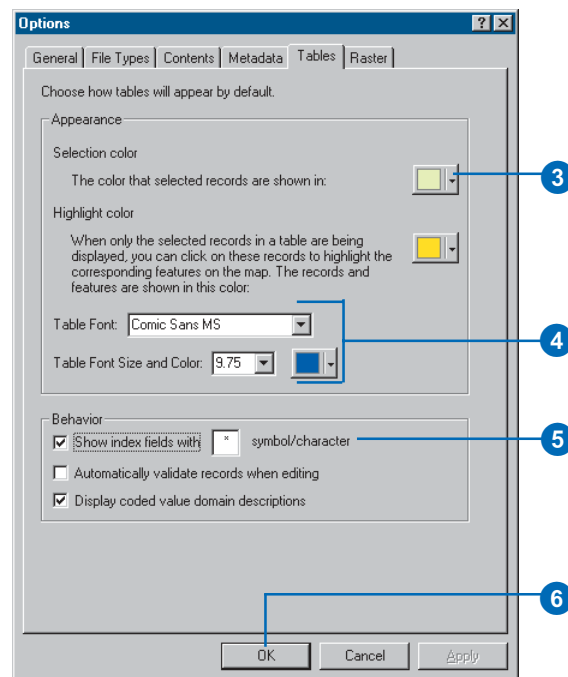 Options
General File Types Contents Metadata Tables Raster
Choose how tables will appear by default.
Appearance
Selection color
The color that selected records are shown in:
3
Highlight color
When only the selected records in a table are being
displayed, you can click on these records to highlight the
corresponding features on the map. The records and
features are shown in this color:
Table Font: Comic Sans MS
4
Table Font Size and Color: 9.75
Behavior
Show index fields with * symbol/character
5
Automatically validate records when editing
Display coded value domain descriptions
6
OK Cancel Apply